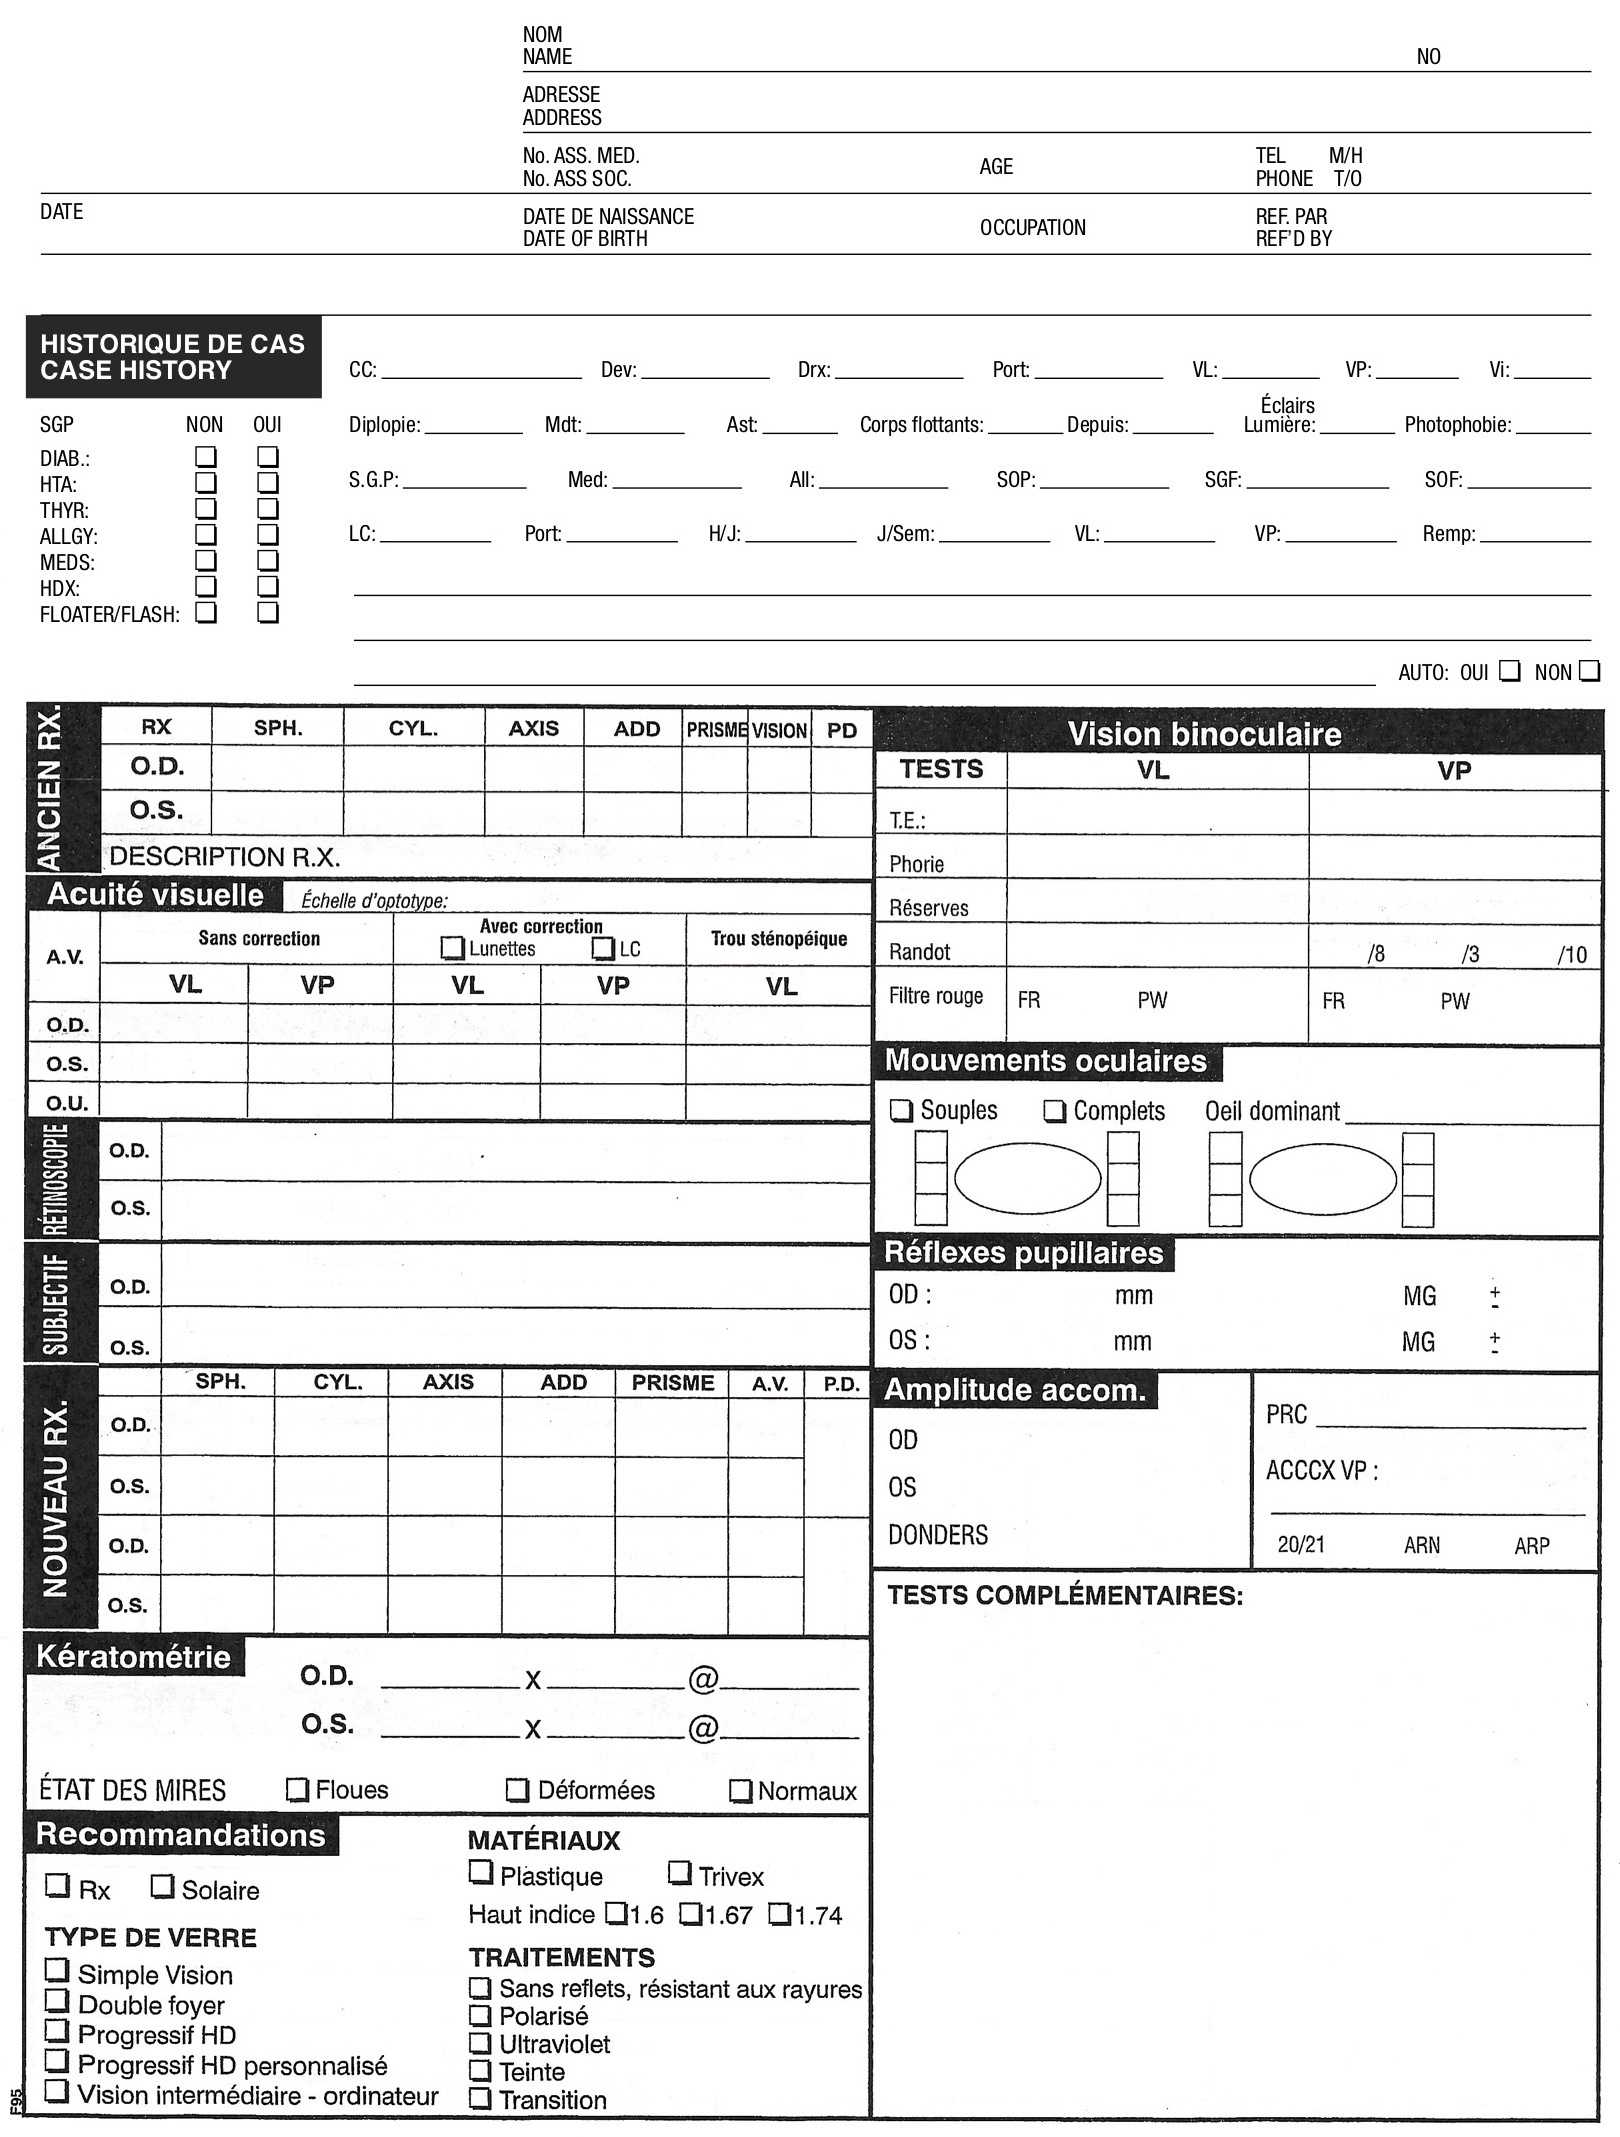 NOM
NAME NO
ADRESSE
ADDRESS
No. ASS. MED. AGE TEL M/H
No. ASS SOC. PHONE T/O
DATE DATE DE NAISSANCE OCCUPATION REF. PAR
DATE OF BIRTH REF'D BY
HISTORIQUE DE CAS
CASE HISTORY
CC: Dev: Drx: Port: VL: VP: Vi:
SGP NON OUI
DIAB.:
HTA:
THYR:
ALLGY:
MEDS:
HDX:
FLOATER/FLASH:
Diplopie: Mdt: Ast: Corps flottants: Depuis: Éclairs Lumière: Photophobie:
S.G.P: Med: All: SOP: SGF: SOF:
LC: Port: H/J: J/Sem: VL: VP: Remp:
AUTO: OUI NON
ANCIEN RX.
RX SPH. CYL. AXIS ADD PRISME VISION PD
O.D.
O.S.
DESCRIPTION R.X.
Acuité visuelle Échelle d'optotype:
A.V. Sans correction Avec correction Trou sténopéique
Lunettes LC
VL VP VL VP VL
O.D.
O.S.
O.U.
RÉTINOSCOPIE
O.D.
O.S.
SUBJECTIF
O.D.
O.S.
NOUVEAU RX.
SPH. CYL. AXIS ADD PRISME A.V. P.D.
O.D.
O.S.
O.D.
O.S.
Kératométrie
O.D. X @
O.S. X @
ÉTAT DES MIRES Floues Déformées Normaux
Recommandations
Rx Solaire
TYPE DE VERRE
Simple Vision
Double foyer
Progressif HD
Progressif HD personnalisé
Vision intermédiaire - ordinateur
MATÉRIAUX
Plastique Trivex
Haut indice 1.6 1.67 1.74
TRAITEMENTS
Sans reflets, résistant aux rayures
Polarisé
Ultraviolet
Teinte
Transition
F95
Vision binoculaire
TESTS VL VP
T.E.:
Phorie
Réserves
Randot /8 /3 /10
Filtre rouge FR PW FR PW
Mouvements oculaires
Souples Complets Oeil dominant
Réflexes pupillaires
OD : mm MG + -
OS : mm MG + -
Amplitude accom.
OD
OS
DONDERS
PRC
ACCCX VP :
20/21 ARN ARP
TESTS COMPLÉMENTAIRES: